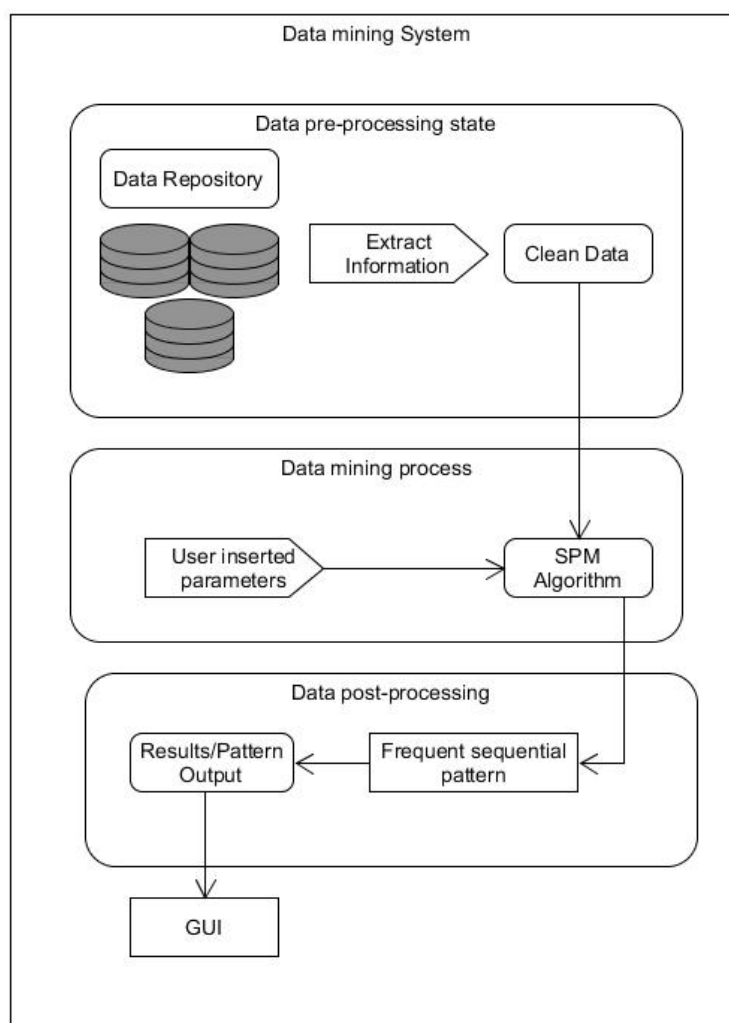 Data mining System
Data pre-processing state
Data Repository
Extract
Information
Clean Data
Data mining process
User inserted
parameters
SPM
Algorithm
Data post-processing
Results/Pattern
Output
Frequent sequential
pattern
GUI